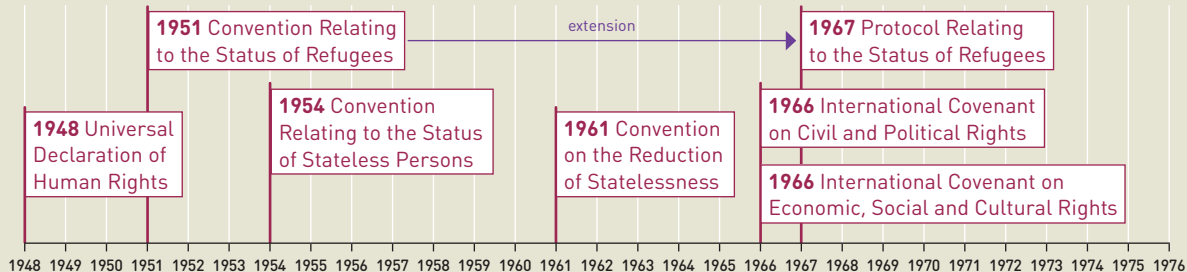 1951 Convention Relating
to the Status of Refugees
extension
1967 Protocol Relating
to the Status of Refugees
1948 Universal
Declaration of
Human Rights
1954 Convention
Relating to the Status
of Stateless Persons
1961 Convention
on the Reduction
of Statelessness
1966 International Covenant
on Civil and Political Rights
1966 International Covenant on
Economic, Social and Cultural Rights
1948 1949 1950 1951 1952 1953 1954 1955 1956 1957 1958 1959 1960 1961 1962 1963 1964 1965 1966 1967 1968 1969 1970 1971 1972 1973 1974 1975 1976